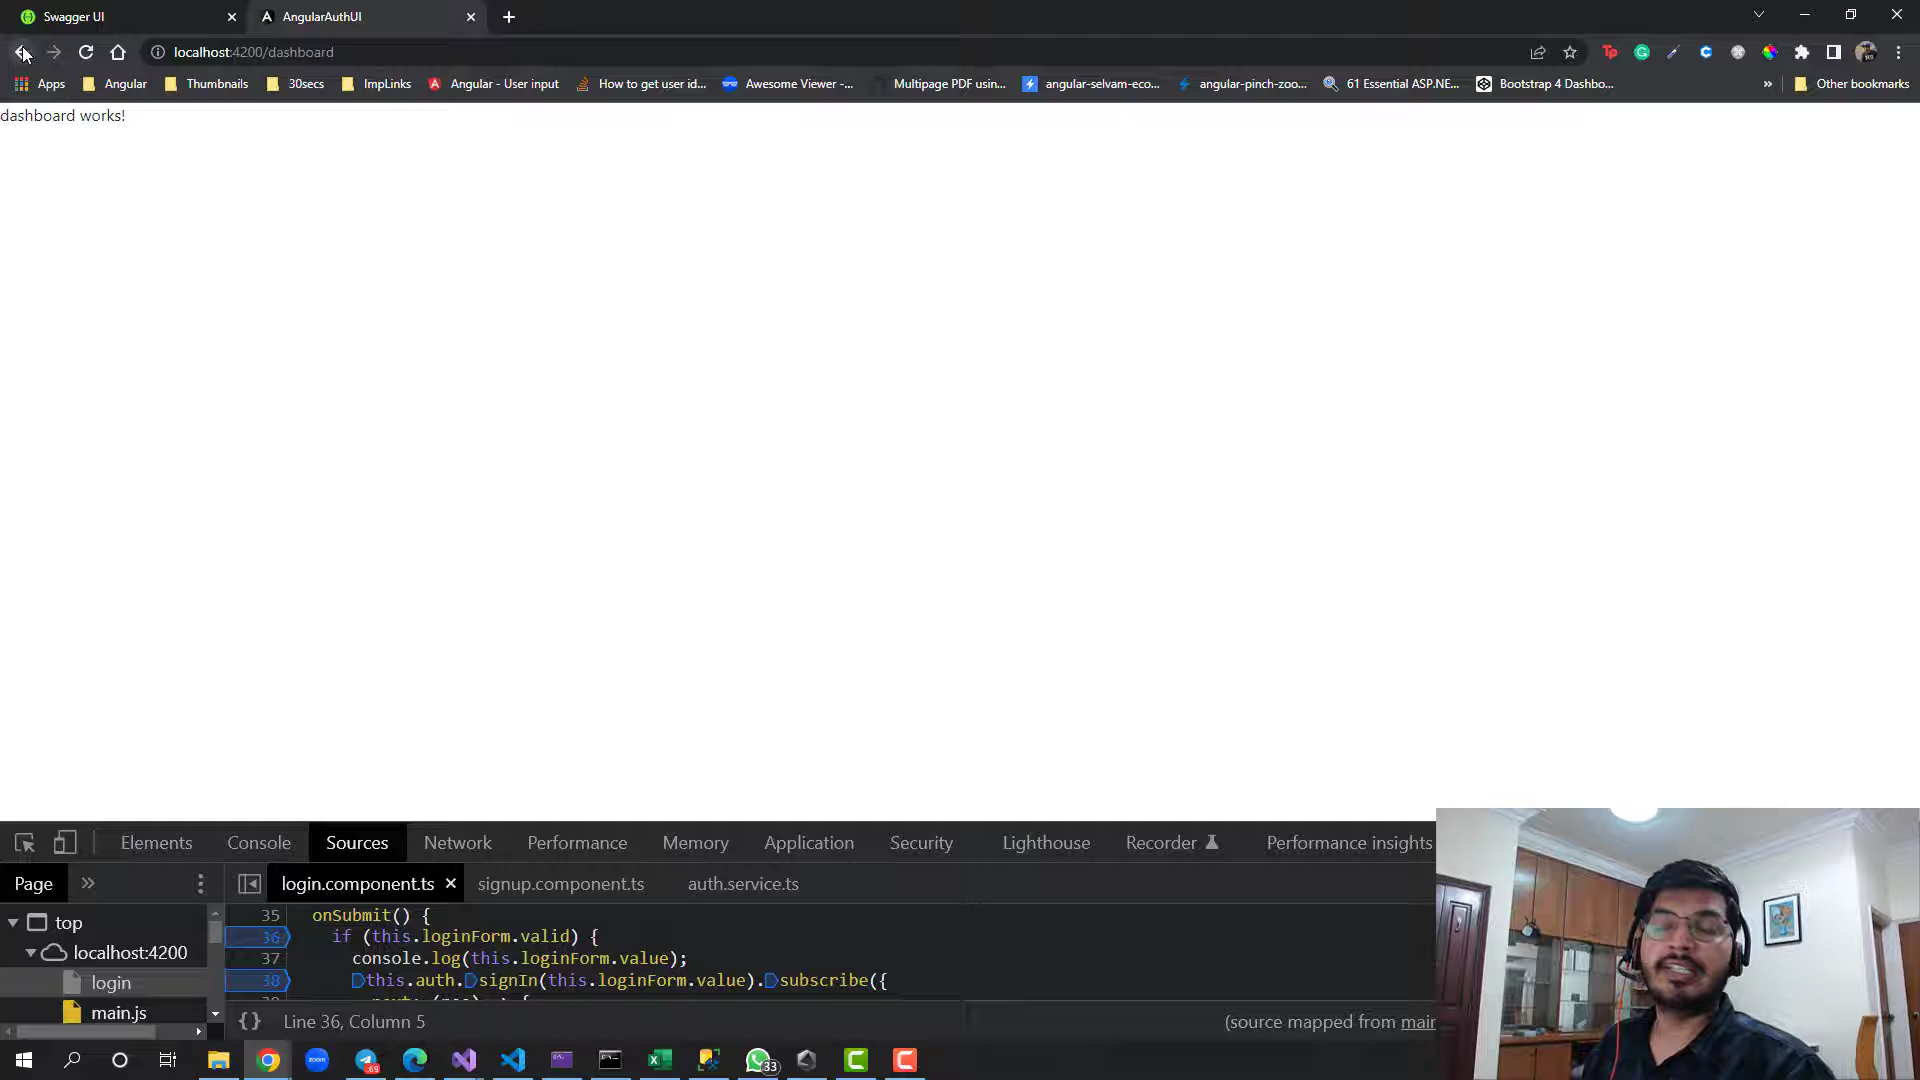 Swagger UI
AngularAuthUI
localhost:4200/dashboard
Apps
Angular
Thumbnails
30secs
ImpLinks
Angular - User input
How to get user id...
Awesome Viewer -...
Multipage PDF usin...
angular-selvam-eco...
angular-pinch-zoo...
61 Essential ASP.NE...
Bootstrap 4 Dashbo...
»
Other bookmarks
dashboard works!
Elements
Console
Sources
Network
Performance
Memory
Application
Security
Lighthouse
Recorder
Performance insights
Page
»
login.component.ts
signup.component.ts
auth.service.ts
top
localhost:4200
login
main.js
35 onSubmit() {
36 if (this.loginForm.valid) {
37 console.log(this.loginForm.value);
38 this.auth.signIn(this.loginForm.value).subscribe({
{} Line 36, Column 5
(source mapped from main
zoom
69
33